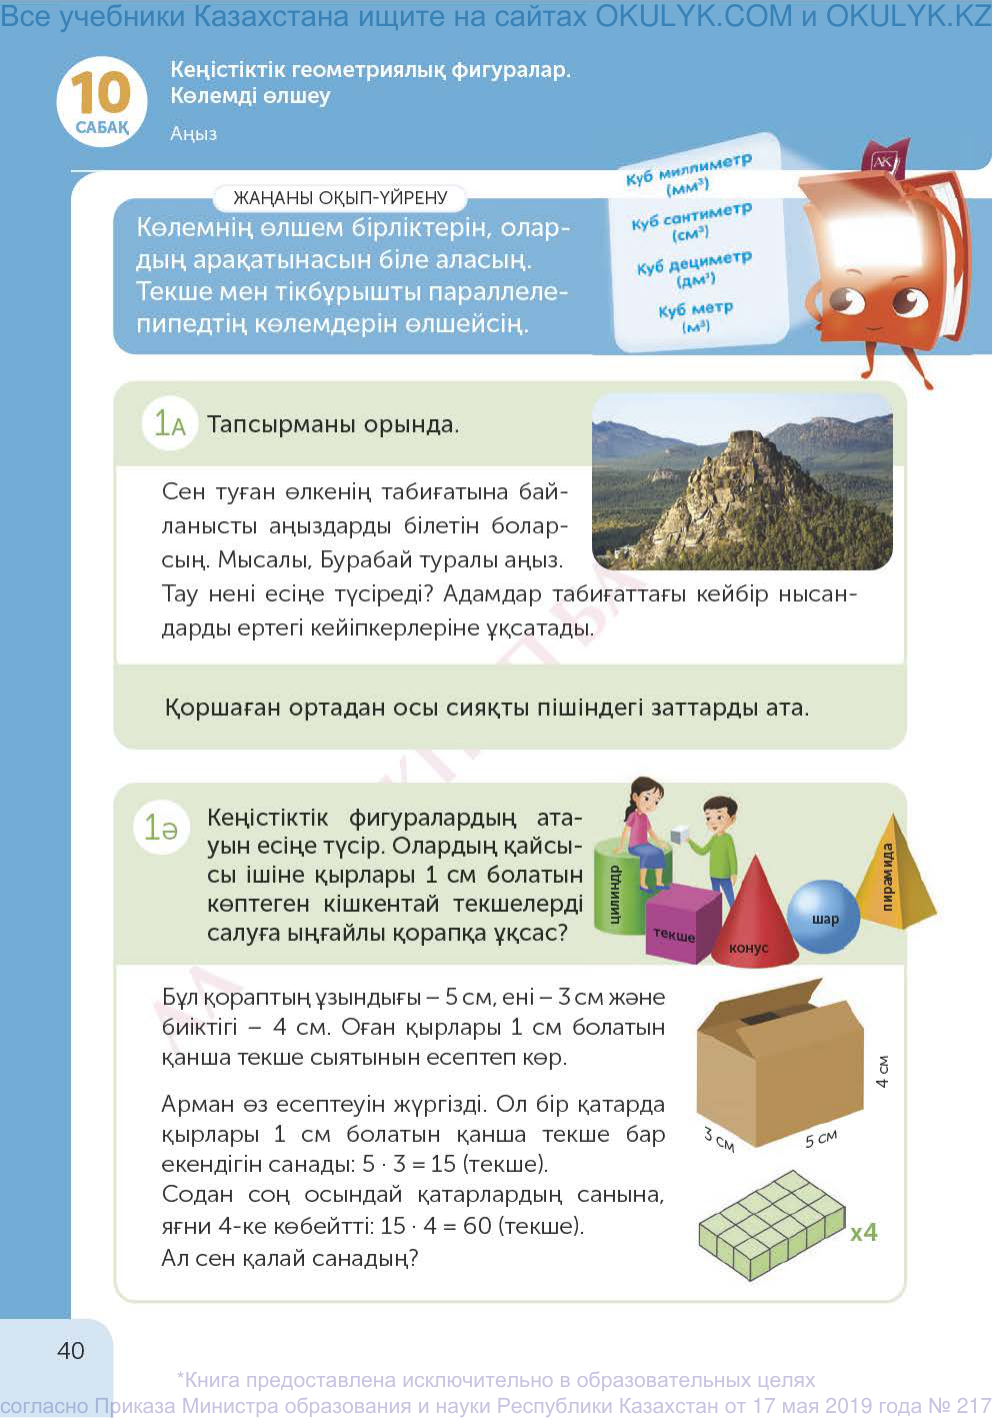 Все учебники Казахстана ищите на сайтах OKULYK.COM и OKULYK.KZ
10
САБАҚ
Кеңістіктік геометриялық фигуралар.
Көлемді өлшеу
Аңыз
ЖАҢАНЫ ОҚЫП-ҮЙРЕНУ
Көлемнің өлшем бірліктерін, олар-
дың арақатынасын біле аласың.
Текше мен тікбұрышты параллеле-
пипедтің көлемдерін өлшейсің.
Куб миллиметр
(мм³)
Куб сантиметр
(см³)
Куб дециметр
(дм³)
Куб метр
(м³)
АК
1А Тапсырманы орында.
Сен туған өлкенің табиғатына бай-
ланысты аңыздарды білетін болар-
сың. Мысалы, Бурабай туралы аңыз.
Тау нені есіңе түсіреді? Адамдар табиғаттағы кейбір нысан-
дарды ертегі кейіпкерлеріне ұқсатады.
Қоршаған ортадан осы сияқты пішіндегі заттарды ата.
1ә
Кеңістіктік фигуралардың ата-
уын есіңе түсір. Олардың қайсы-
сы ішіне қырлары 1 см болатын
көптеген кішкентай текшелерді
салуға ыңғайлы қорапқа ұқсас?
цилиндр
текше
конус
шар
пирамида
Бұл қораптың ұзындығы – 5 см, ені – 3 см және
биіктігі – 4 см. Оған қырлары 1 см болатын
қанша текше сыятынын есептеп көр.
4 см
3 см
5 см
Арман өз есептеуін жүргізді. Ол бір қатарда
қырлары 1 см болатын қанша текше бар
екендігін санады: 5 · 3 = 15 (текше).
Содан соң осындай қатарлардың санына,
яғни 4-ке көбейтті: 15 · 4 = 60 (текше).
Ал сен қалай санадың?
x4
40
*Книга предоставлена исключительно в образовательных целях
согласно Приказа Министра образования и науки Республики Казахстан от 17 мая 2019 года № 217